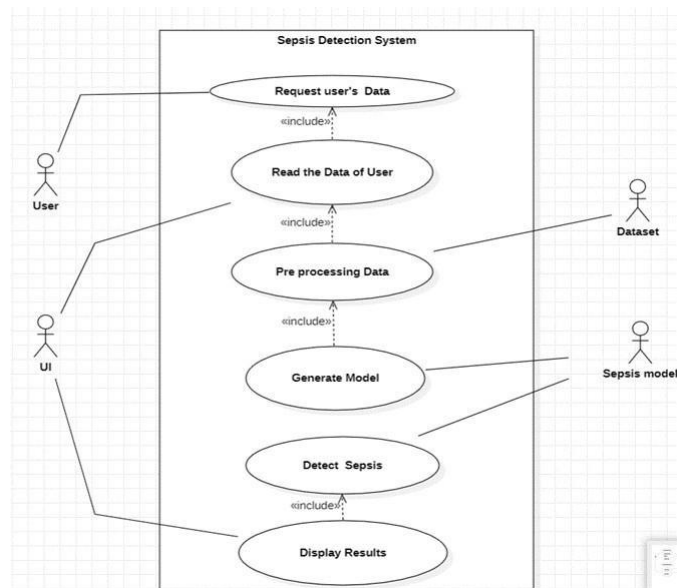 Sepsis Detection System
Request user's Data
«include»
Read the Data of User
User
«include»
Dataset
Pre processing Data
«include»
UI
Generate Model
Sepsis model
Detect Sepsis
«include»
Display Results